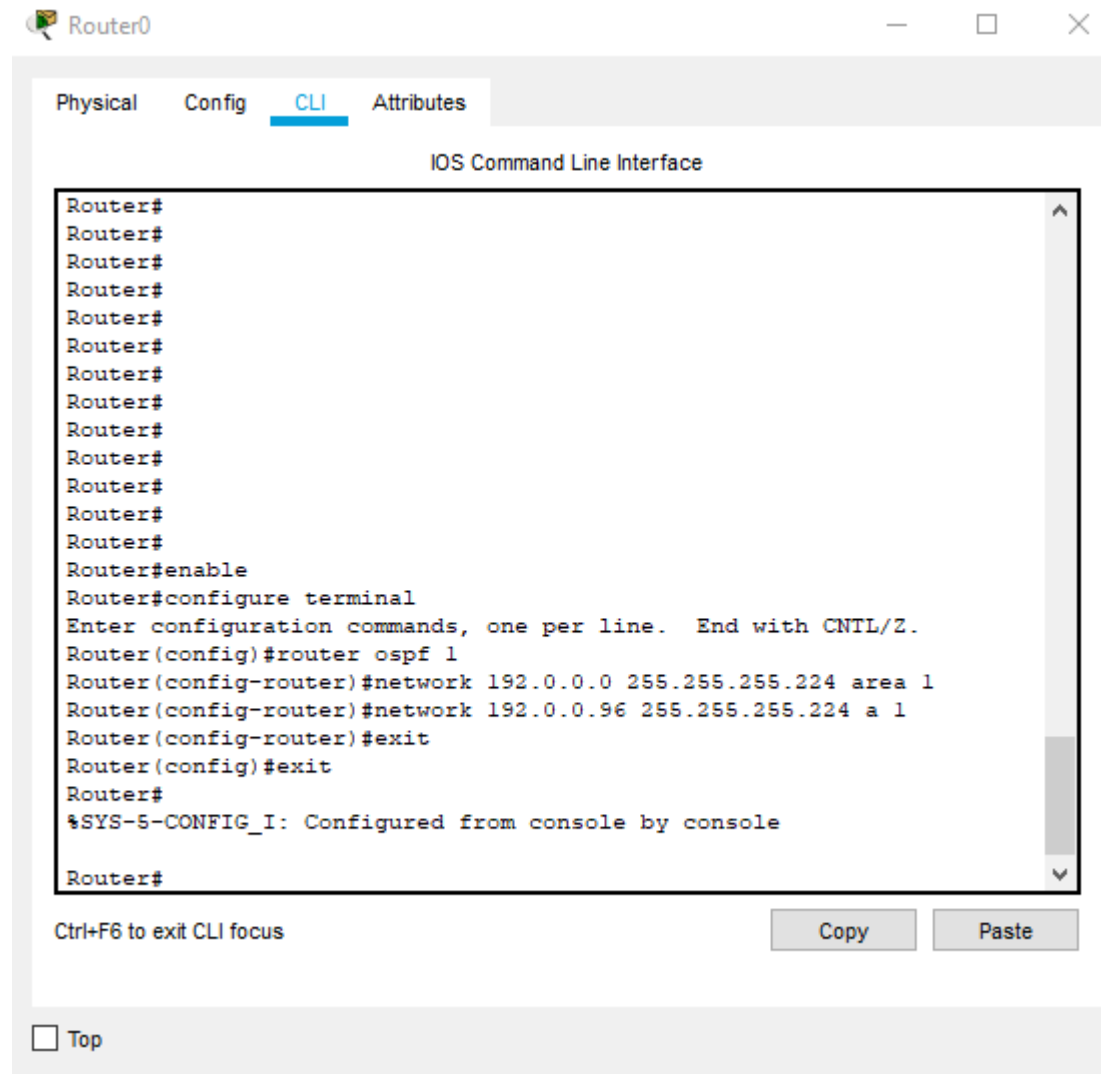 Router0
Physical Config CLI Attributes
IOS Command Line Interface
Router#
Router#
Router#
Router#
Router#
Router#
Router#
Router#
Router#
Router#
Router#
Router#
Router#
Router#enable
Router#configure terminal
Enter configuration commands, one per line.  End with CNTL/Z.
Router(config)#router ospf 1
Router(config-router)#network 192.0.0.0 255.255.255.224 area 1
Router(config-router)#network 192.0.0.96 255.255.255.224 a 1
Router(config-router)#exit
Router(config)#exit
Router#
%SYS-5-CONFIG_I: Configured from console by console
Router#
Ctrl+F6 to exit CLI focus
Copy Paste
Top